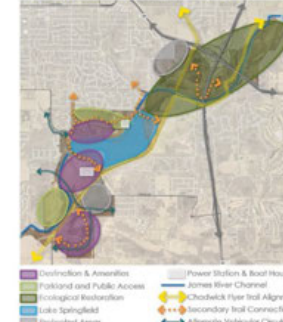 Destination & Amenities
Parkland and Public Access
Ecological Restoration
Lake Springfield
Power Station & Boat Hou
James River Channel
Chadwick Flyer Trail Alignm
Secondary Trail Connecti